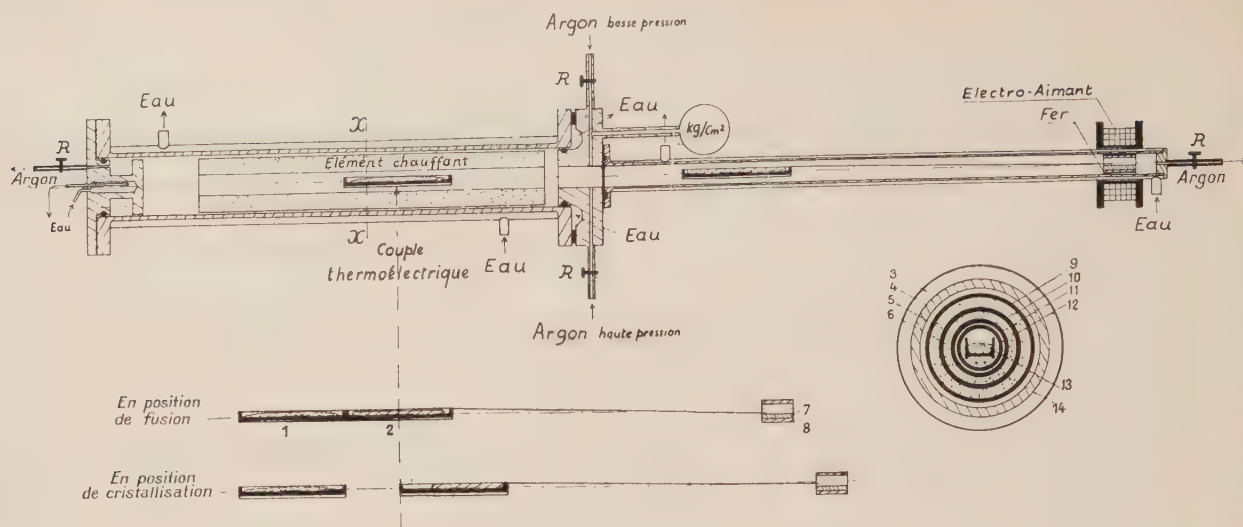 Argon basse pression
R
Eau
Eau
kg/cm²
Electro-Aimant
Fer
R
R
X
Elément chauffant
Argon
Argon
Eau
X
Couple
thermoélectrique
Eau
Eau
Eau
R
Argon haute pression
3
4
5
6
9
10
11
12
13
14
En position
de fusion
1
2
7
8
En position
de cristallisation